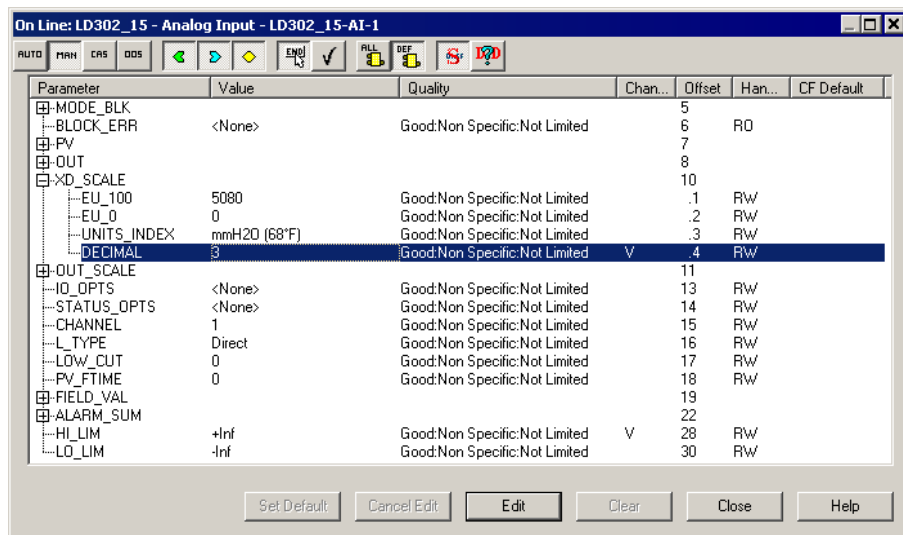 On Line: LD302_15 - Analog Input - LD302_15-AI-1
AUTO MAN CAS OOS END ALL DEF
Parameter Value Quality Chan... Offset Han... CF Default
MODE_BLK 5
BLOCK_ERR <None> Good:Non Specific:Not Limited 6 RO
PV 7
OUT 8
XD_SCALE 10
EU_100 5080 Good:Non Specific:Not Limited .1 RW
EU_0 0 Good:Non Specific:Not Limited .2 RW
UNITS_INDEX mmH2O (68°F) Good:Non Specific:Not Limited .3 RW
DECIMAL 3 Good:Non Specific:Not Limited V .4 RW
OUT_SCALE 11
IO_OPTS <None> Good:Non Specific:Not Limited 13 RW
STATUS_OPTS <None> Good:Non Specific:Not Limited 14 RW
CHANNEL 1 Good:Non Specific:Not Limited 15 RW
L_TYPE Direct Good:Non Specific:Not Limited 16 RW
LOW_CUT 0 Good:Non Specific:Not Limited 17 RW
PV_FTIME 0 Good:Non Specific:Not Limited 18 RW
FIELD_VAL 19
ALARM_SUM 22
HI_LIM +Inf Good:Non Specific:Not Limited V 28 RW
LO_LIM -Inf Good:Non Specific:Not Limited 30 RW
Set Default Cancel Edit Edit Clear Close Help